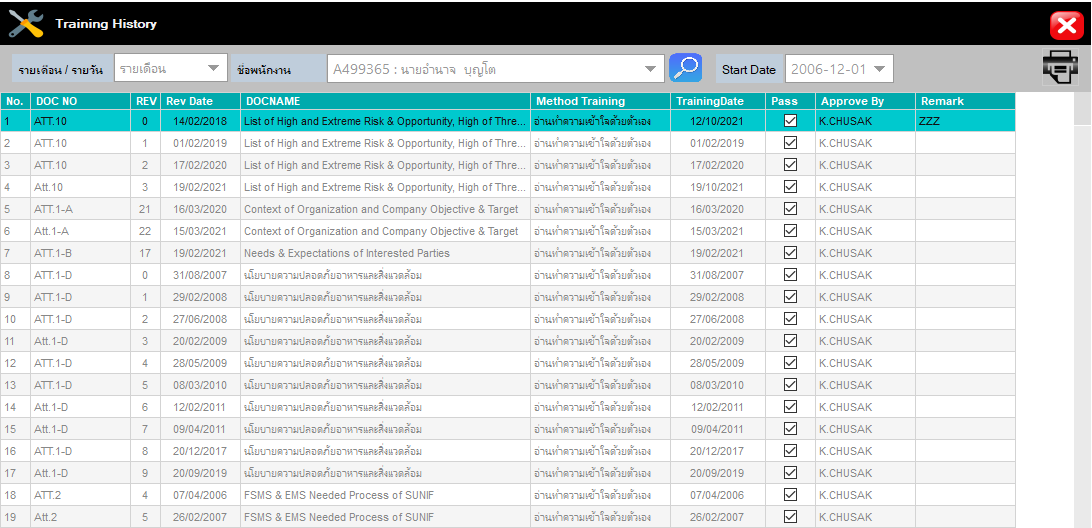 Training History
รายเดือน / รายวัน รายเดือน ชื่อพนักงาน A499365 : นายอำนาจ บุญโต Start Date 2006-12-01
No. DOC NO REV Rev Date DOCNAME Method Training TrainingDate Pass Approve By Remark
1 ATT.10 0 14/02/2018 List of High and Extreme Risk & Opportunity, High of Thre... อ่านทำความเข้าใจด้วยตัวเอง 12/10/2021 K.CHUSAK ZZZ
2 ATT.10 1 01/02/2019 List of High and Extreme Risk & Opportunity, High of Thre... อ่านทำความเข้าใจด้วยตัวเอง 01/02/2019 K.CHUSAK
3 ATT.10 2 17/02/2020 List of High and Extreme Risk & Opportunity, High of Thre... อ่านทำความเข้าใจด้วยตัวเอง 17/02/2020 K.CHUSAK
4 Att.10 3 19/02/2021 List of High and Extreme Risk & Opportunity, High of Thre... อ่านทำความเข้าใจด้วยตัวเอง 19/10/2021 K.CHUSAK
5 ATT.1-A 21 16/03/2020 Context of Organization and Company Objective & Target อ่านทำความเข้าใจด้วยตัวเอง 16/03/2020 K.CHUSAK
6 Att.1-A 22 15/03/2021 Context of Organization and Company Objective & Target อ่านทำความเข้าใจด้วยตัวเอง 15/03/2021 K.CHUSAK
7 ATT.1-B 17 19/02/2021 Needs & Expectations of Interested Parties อ่านทำความเข้าใจด้วยตัวเอง 19/02/2021 K.CHUSAK
8 ATT.1-D 0 31/08/2007 นโยบายความปลอดภัยอาหารและสิ่งแวดล้อม อ่านทำความเข้าใจด้วยตัวเอง 31/08/2007 K.CHUSAK
9 ATT.1-D 1 29/02/2008 นโยบายความปลอดภัยอาหารและสิ่งแวดล้อม อ่านทำความเข้าใจด้วยตัวเอง 29/02/2008 K.CHUSAK
10 ATT.1-D 2 27/06/2008 นโยบายความปลอดภัยอาหารและสิ่งแวดล้อม อ่านทำความเข้าใจด้วยตัวเอง 27/06/2008 K.CHUSAK
11 Att.1-D 3 20/02/2009 นโยบายความปลอดภัยอาหารและสิ่งแวดล้อม อ่านทำความเข้าใจด้วยตัวเอง 20/02/2009 K.CHUSAK
12 ATT.1-D 4 28/05/2009 นโยบายความปลอดภัยอาหารและสิ่งแวดล้อม อ่านทำความเข้าใจด้วยตัวเอง 28/05/2009 K.CHUSAK
13 ATT.1-D 5 08/03/2010 นโยบายความปลอดภัยอาหารและสิ่งแวดล้อม อ่านทำความเข้าใจด้วยตัวเอง 08/03/2010 K.CHUSAK
14 Att.1-D 6 12/02/2011 นโยบายความปลอดภัยอาหารและสิ่งแวดล้อม อ่านทำความเข้าใจด้วยตัวเอง 12/02/2011 K.CHUSAK
15 Att.1-D 7 09/04/2011 นโยบายความปลอดภัยอาหารและสิ่งแวดล้อม อ่านทำความเข้าใจด้วยตัวเอง 09/04/2011 K.CHUSAK
16 ATT.1-D 8 20/12/2017 นโยบายความปลอดภัยอาหารและสิ่งแวดล้อม อ่านทำความเข้าใจด้วยตัวเอง 20/12/2017 K.CHUSAK
17 Att.1-D 9 20/09/2019 นโยบายความปลอดภัยอาหารและสิ่งแวดล้อม อ่านทำความเข้าใจด้วยตัวเอง 20/09/2019 K.CHUSAK
18 ATT.2 4 07/04/2006 FSMS & EMS Needed Process of SUNIF อ่านทำความเข้าใจด้วยตัวเอง 07/04/2006 K.CHUSAK
19 Att.2 5 26/02/2007 FSMS & EMS Needed Process of SUNIF อ่านทำความเข้าใจด้วยตัวเอง 26/02/2007 K.CHUSAK